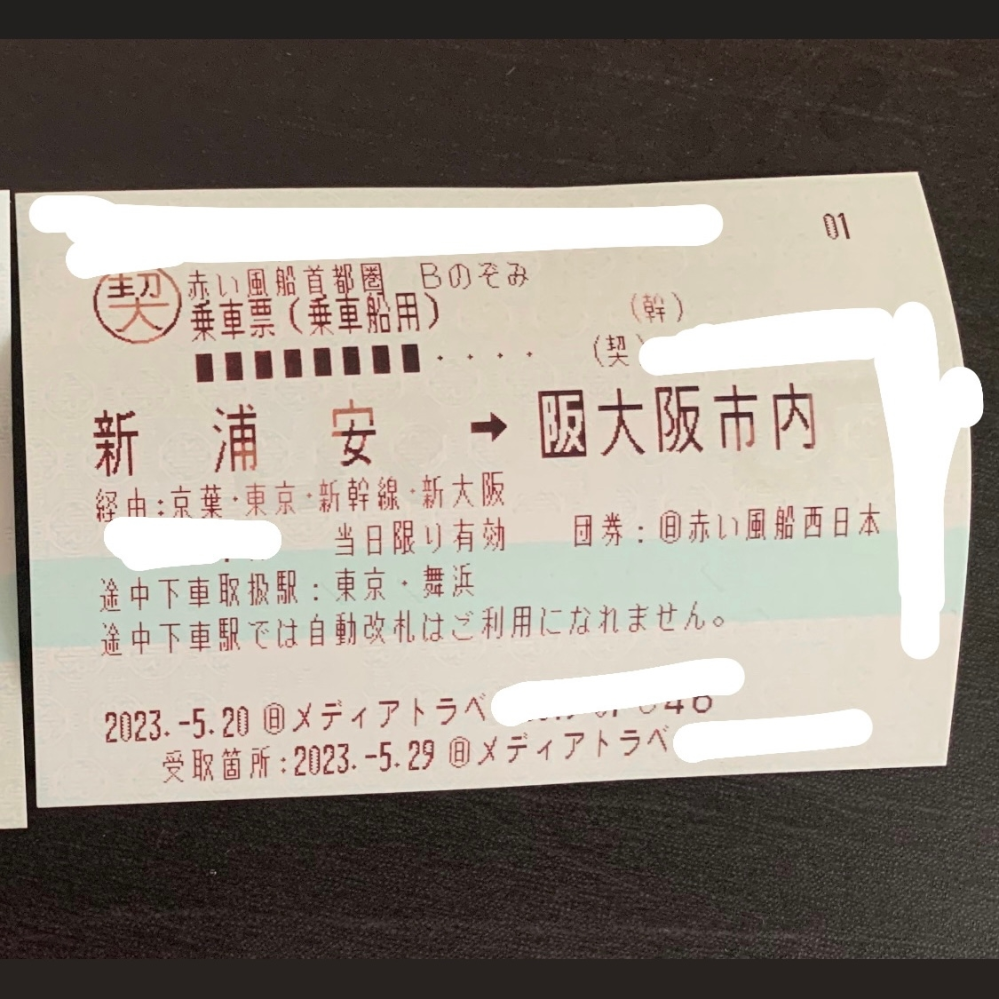 01
契 赤い風船首都圏 Bのぞみ
乗車票(乗車船用) (幹)
■■■■■■■■・・・・ (契)
新浦安 → 阪大阪市内
経由:京葉・東京・新幹線・新大阪
当日限り有効 団券:㊐赤い風船西日本
途中下車取扱駅:東京・舞浜
途中下車駅では自動改札はご利用になれません。
2023.-5.20 ㊐メディアトラベ
受取箇所:2023.-5.29 ㊐メディアトラベ